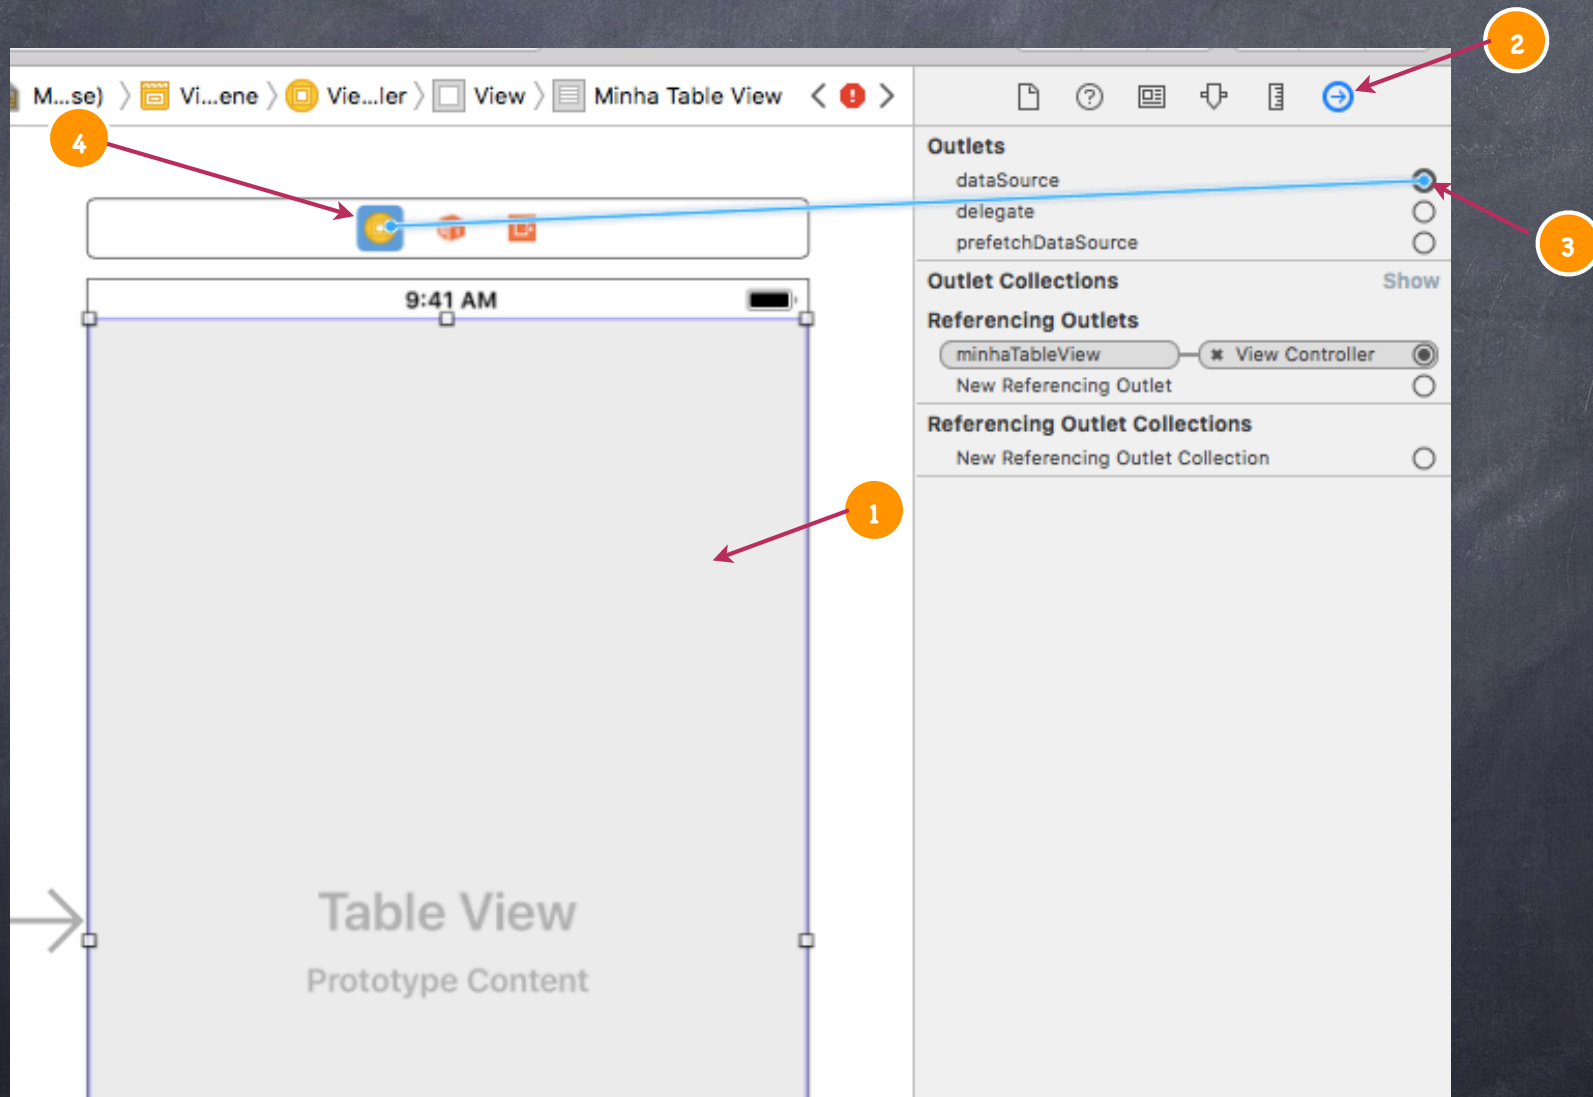 2
M...se) Vi...ene Vie...ler View Minha Table View
4
Outlets
dataSource
delegate
prefetchDataSource
3
Outlet Collections Show
9:41 AM
Referencing Outlets
minhaTableView View Controller
New Referencing Outlet
Referencing Outlet Collections
New Referencing Outlet Collection
1
Table View
Prototype Content